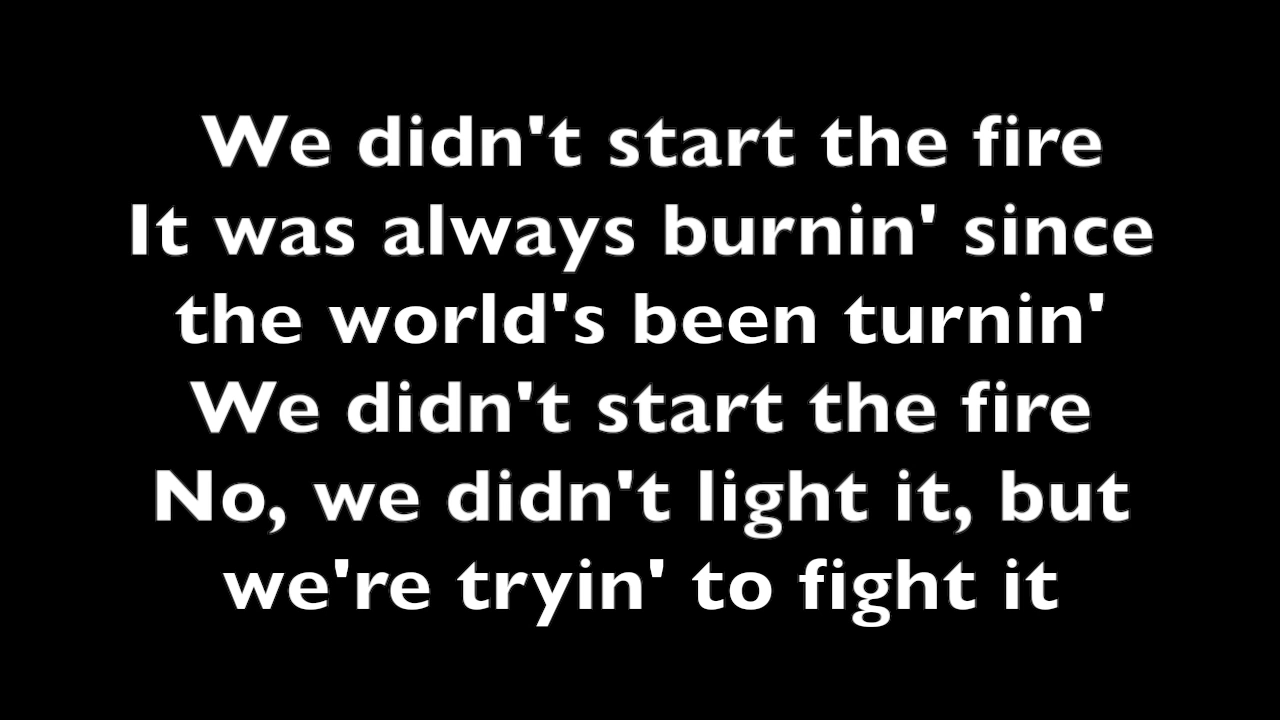 We didn't start the fire
It was always burnin' since
the world's been turnin'
We didn't start the fire
No, we didn't light it, but
we're tryin' to fight it